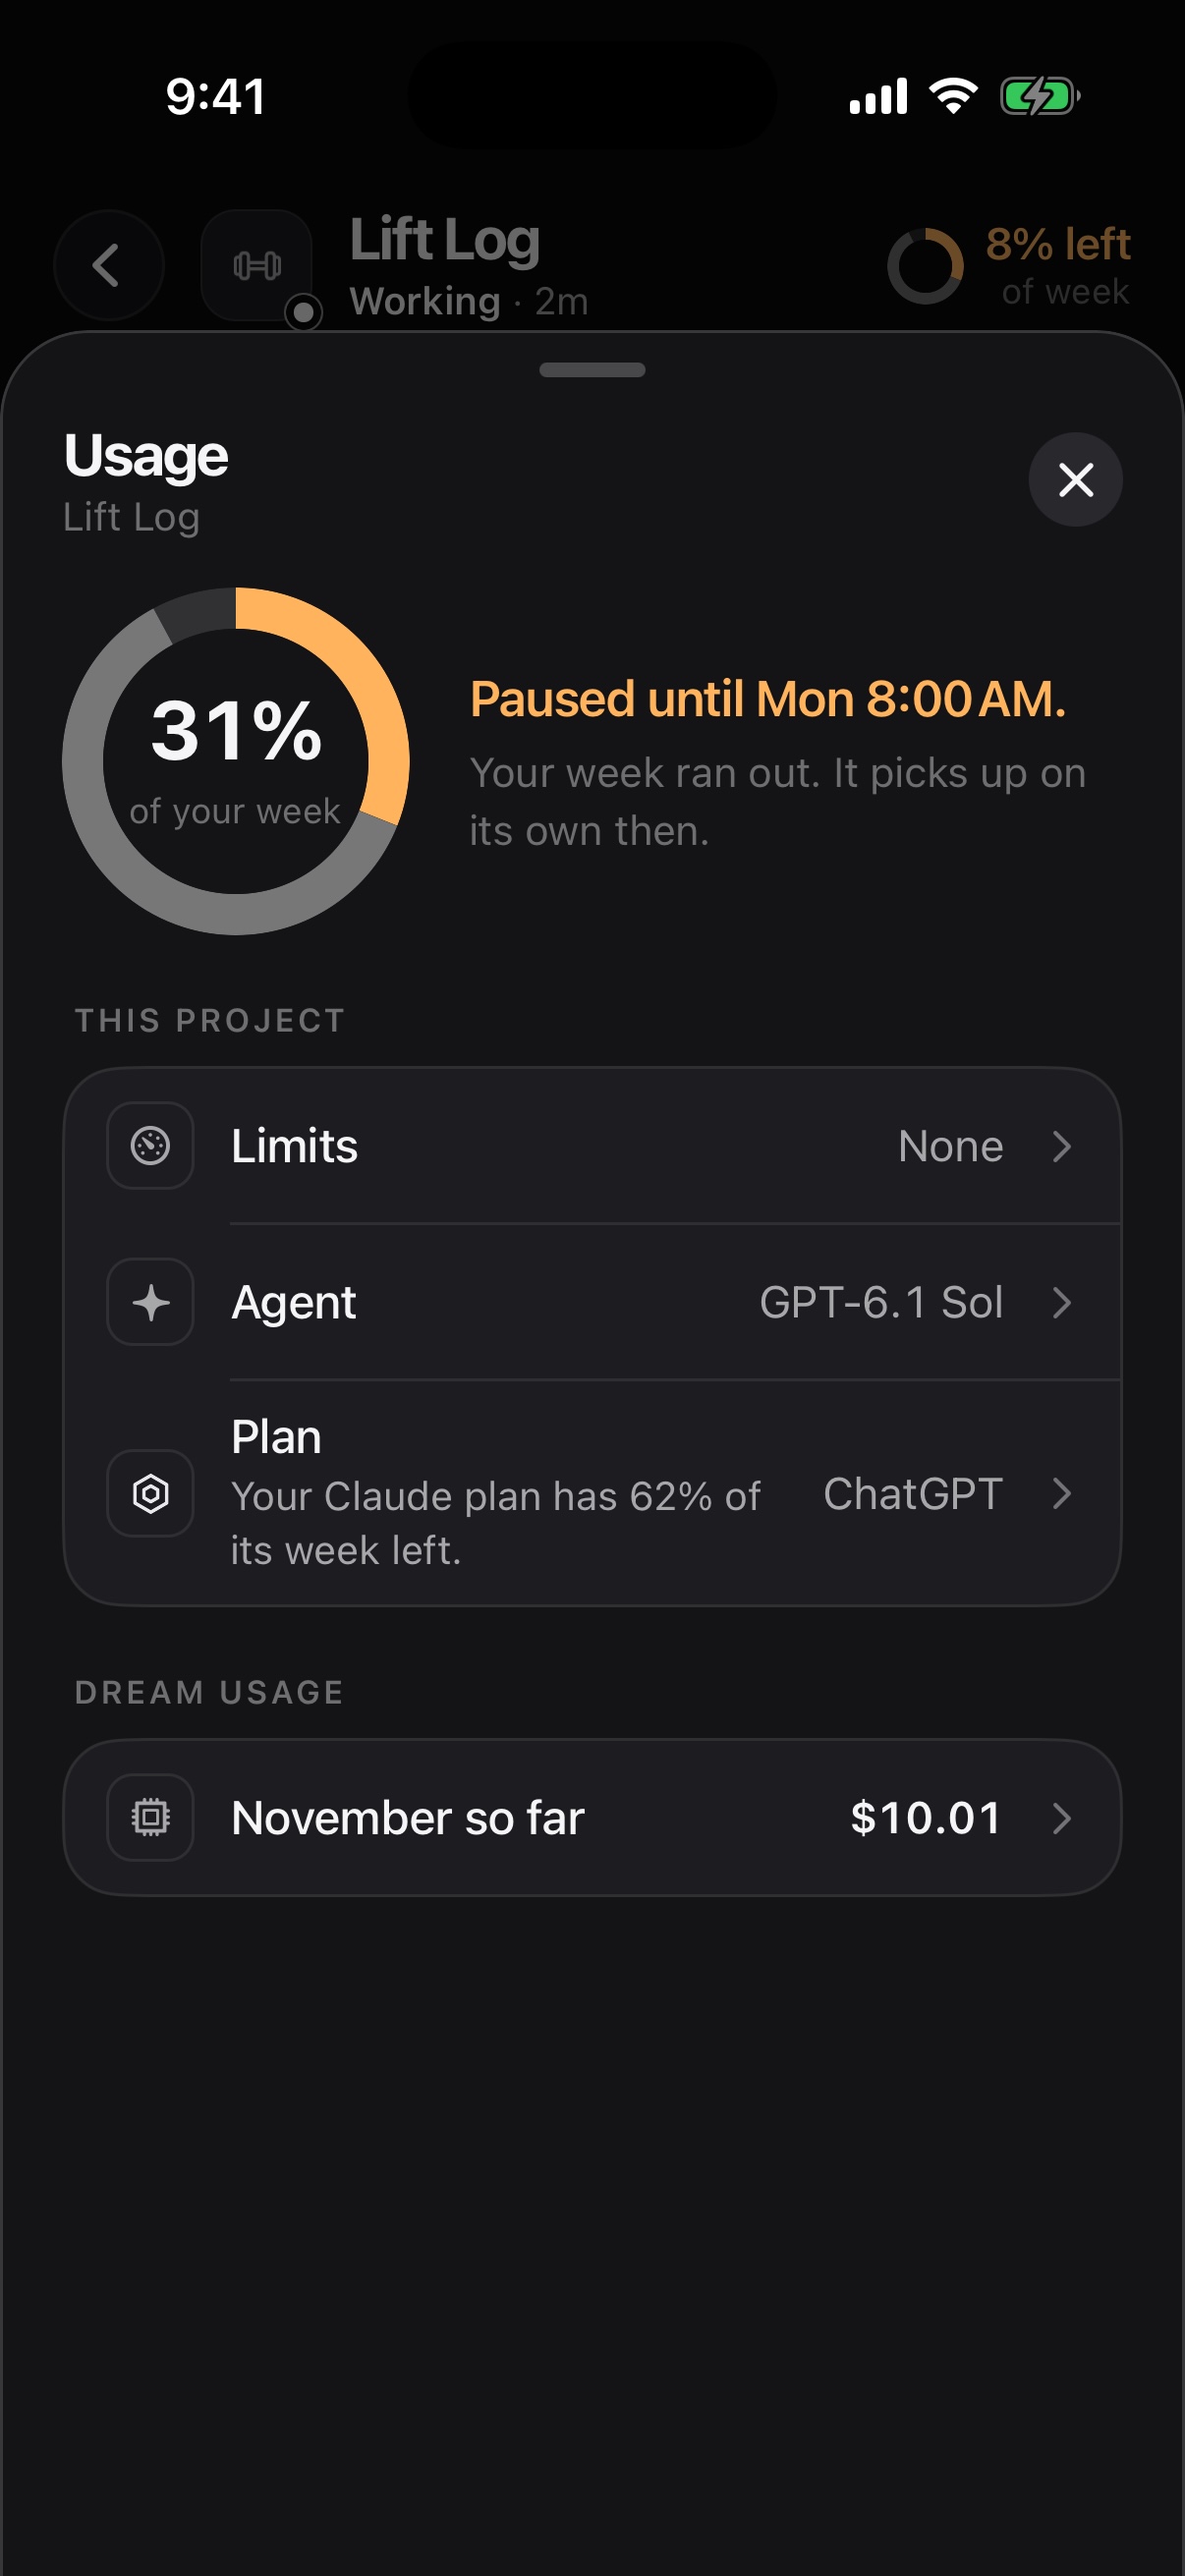 9:41
Lift Log
Working · 2m
8% left
of week
Usage
Lift Log
31%
of your week
Paused until Mon 8:00 AM.
Your week ran out. It picks up on
its own then.
THIS PROJECT
Limits
None
Agent
GPT-6.1 Sol
Plan
Your Claude plan has 62% of
its week left.
ChatGPT
DREAM USAGE
November so far
$10.01